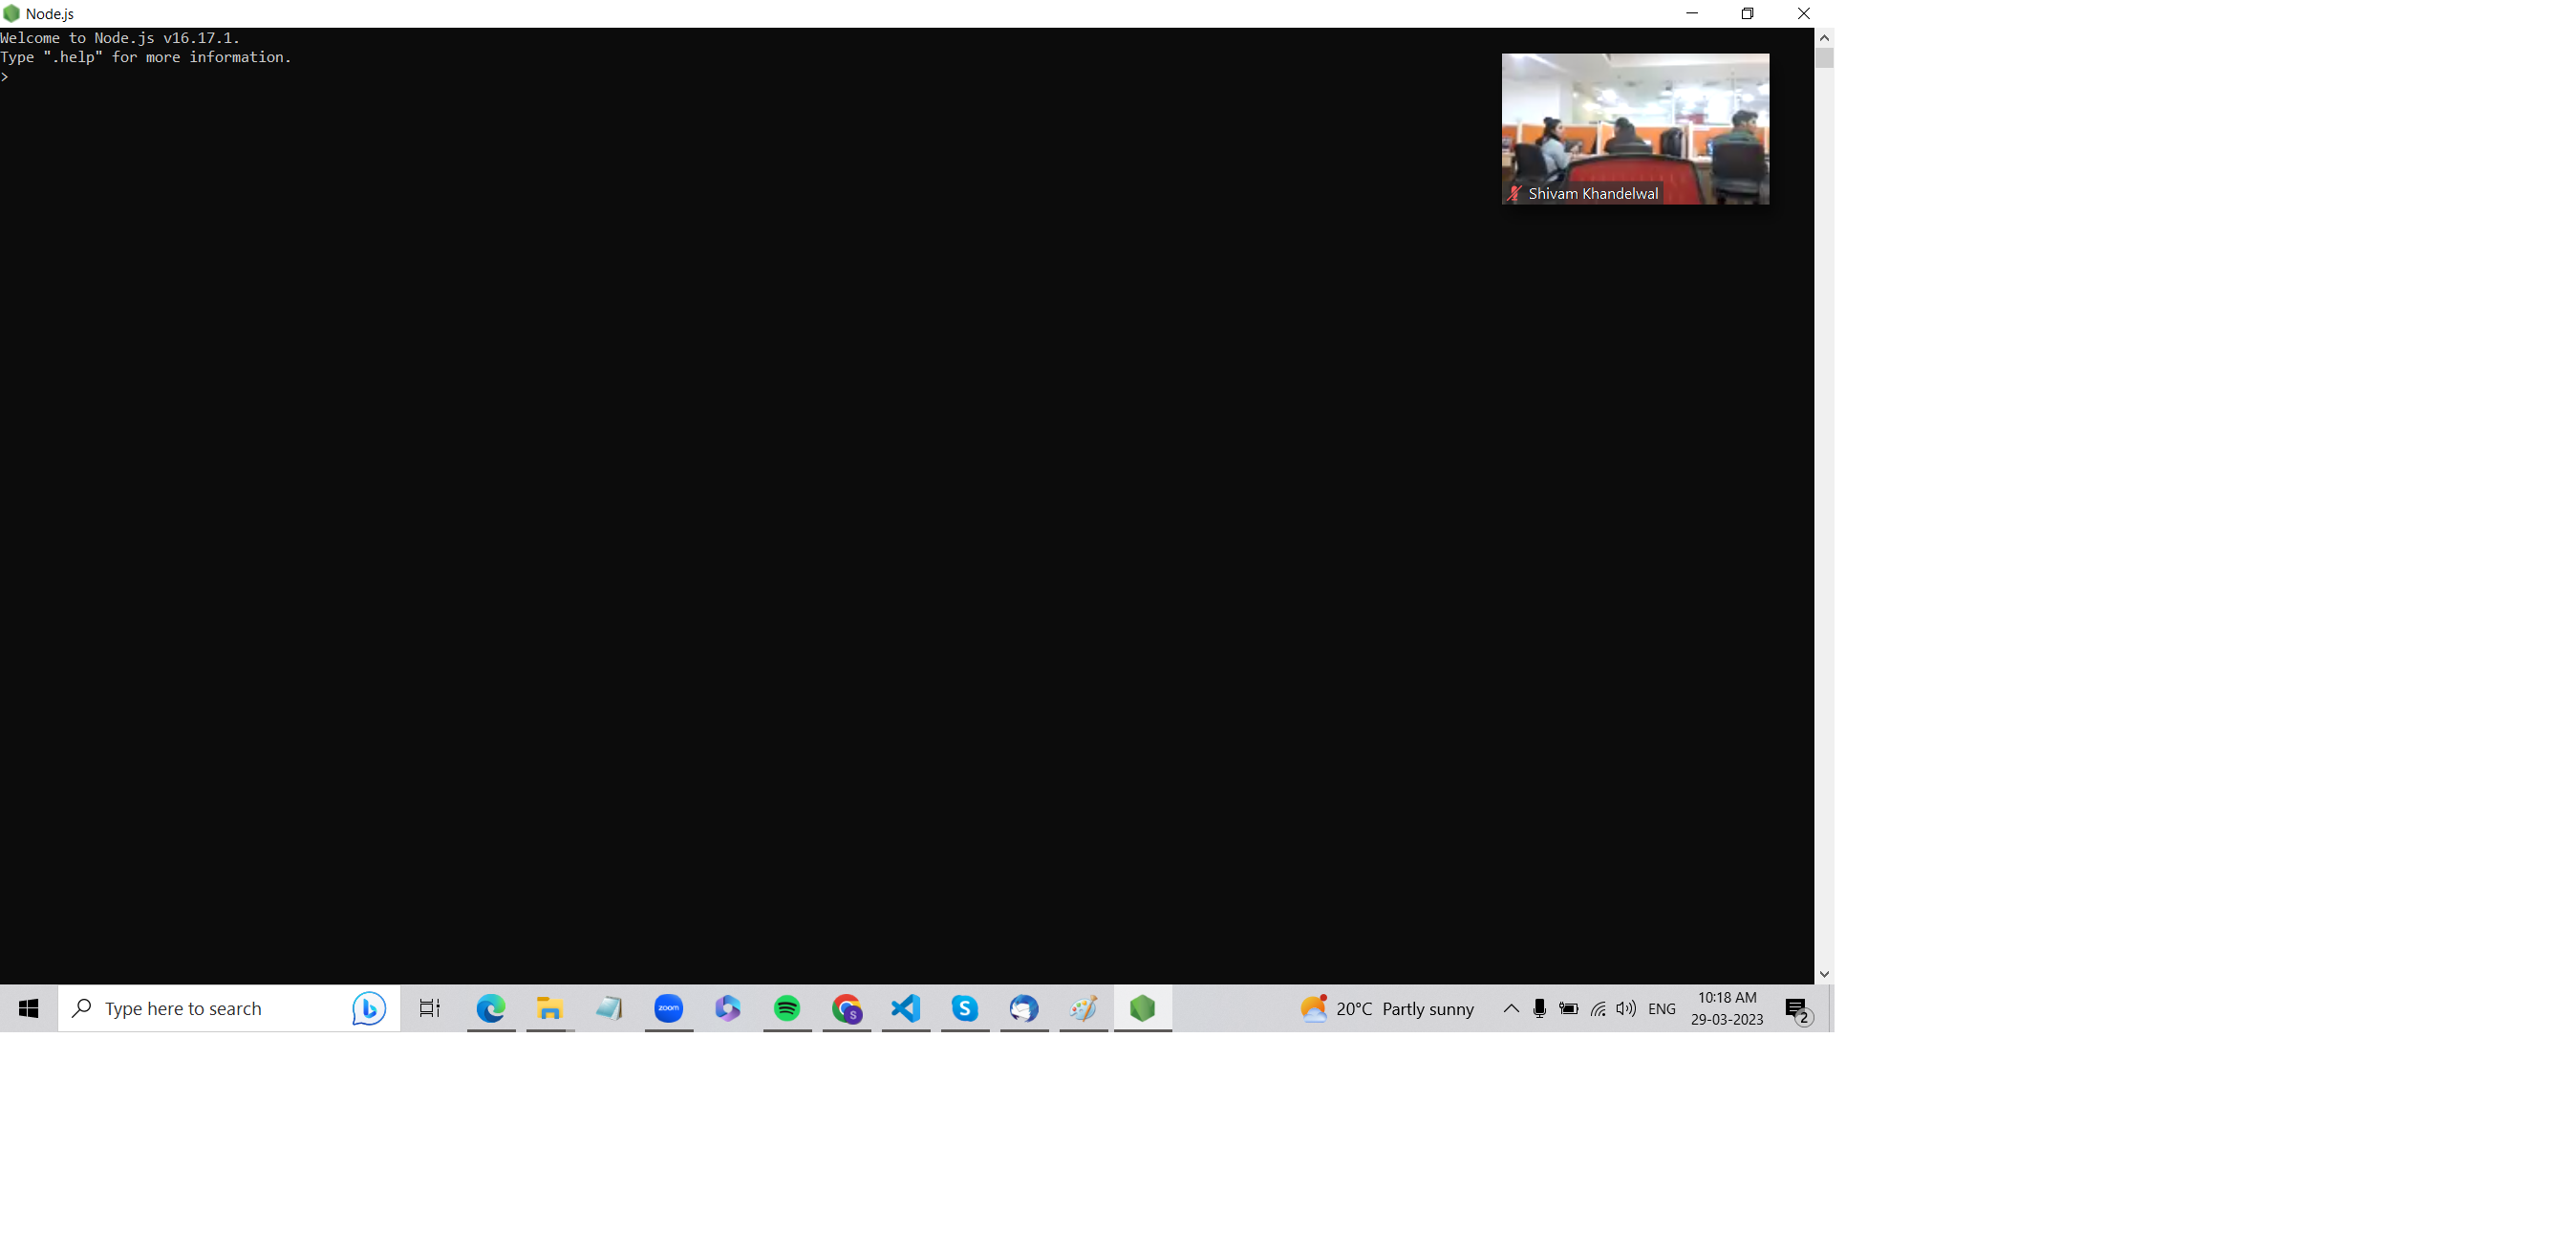 Node.js
Welcome to Node.js v16.17.1.
Type ".help" for more information.
>
Shivam Khandelwal
Type here to search
zoom
S
S
20°C Partly sunny
ENG
10:18 AM
29-03-2023
2